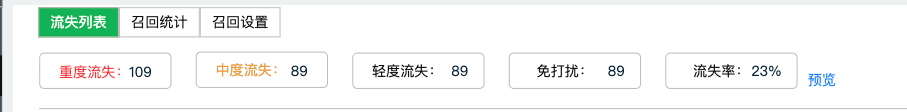 流失列表 召回统计 召回设置
重度流失：109 中度流失： 89 轻度流失： 89 免打扰： 89 流失率：23% 预览